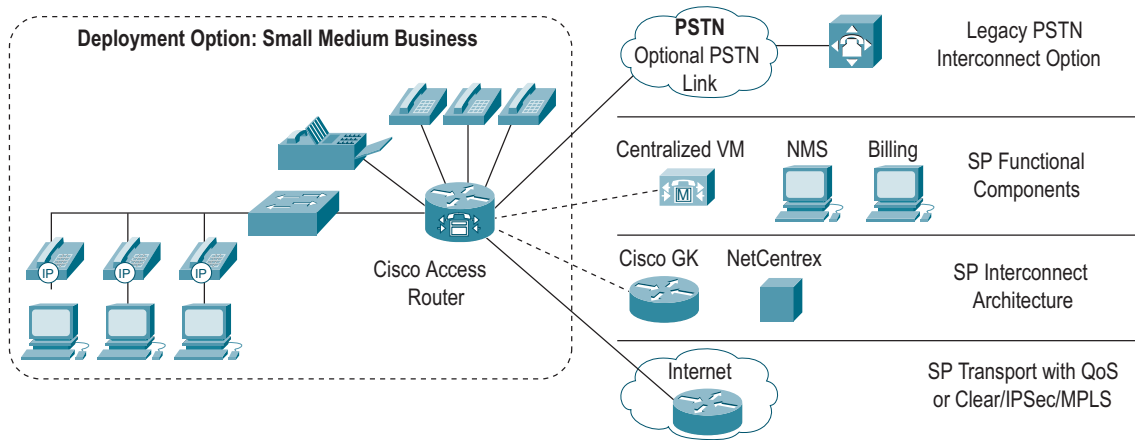 Deployment Option: Small Medium Business
PSTN
Optional PSTN
Link
Legacy PSTN
Interconnect Option
Centralized VM
NMS
Billing
SP Functional
Components
M
IP
IP
IP
Cisco Access
Router
Cisco GK
NetCentrex
SP Interconnect
Architecture
Internet
SP Transport with QoS
or Clear/IPSec/MPLS